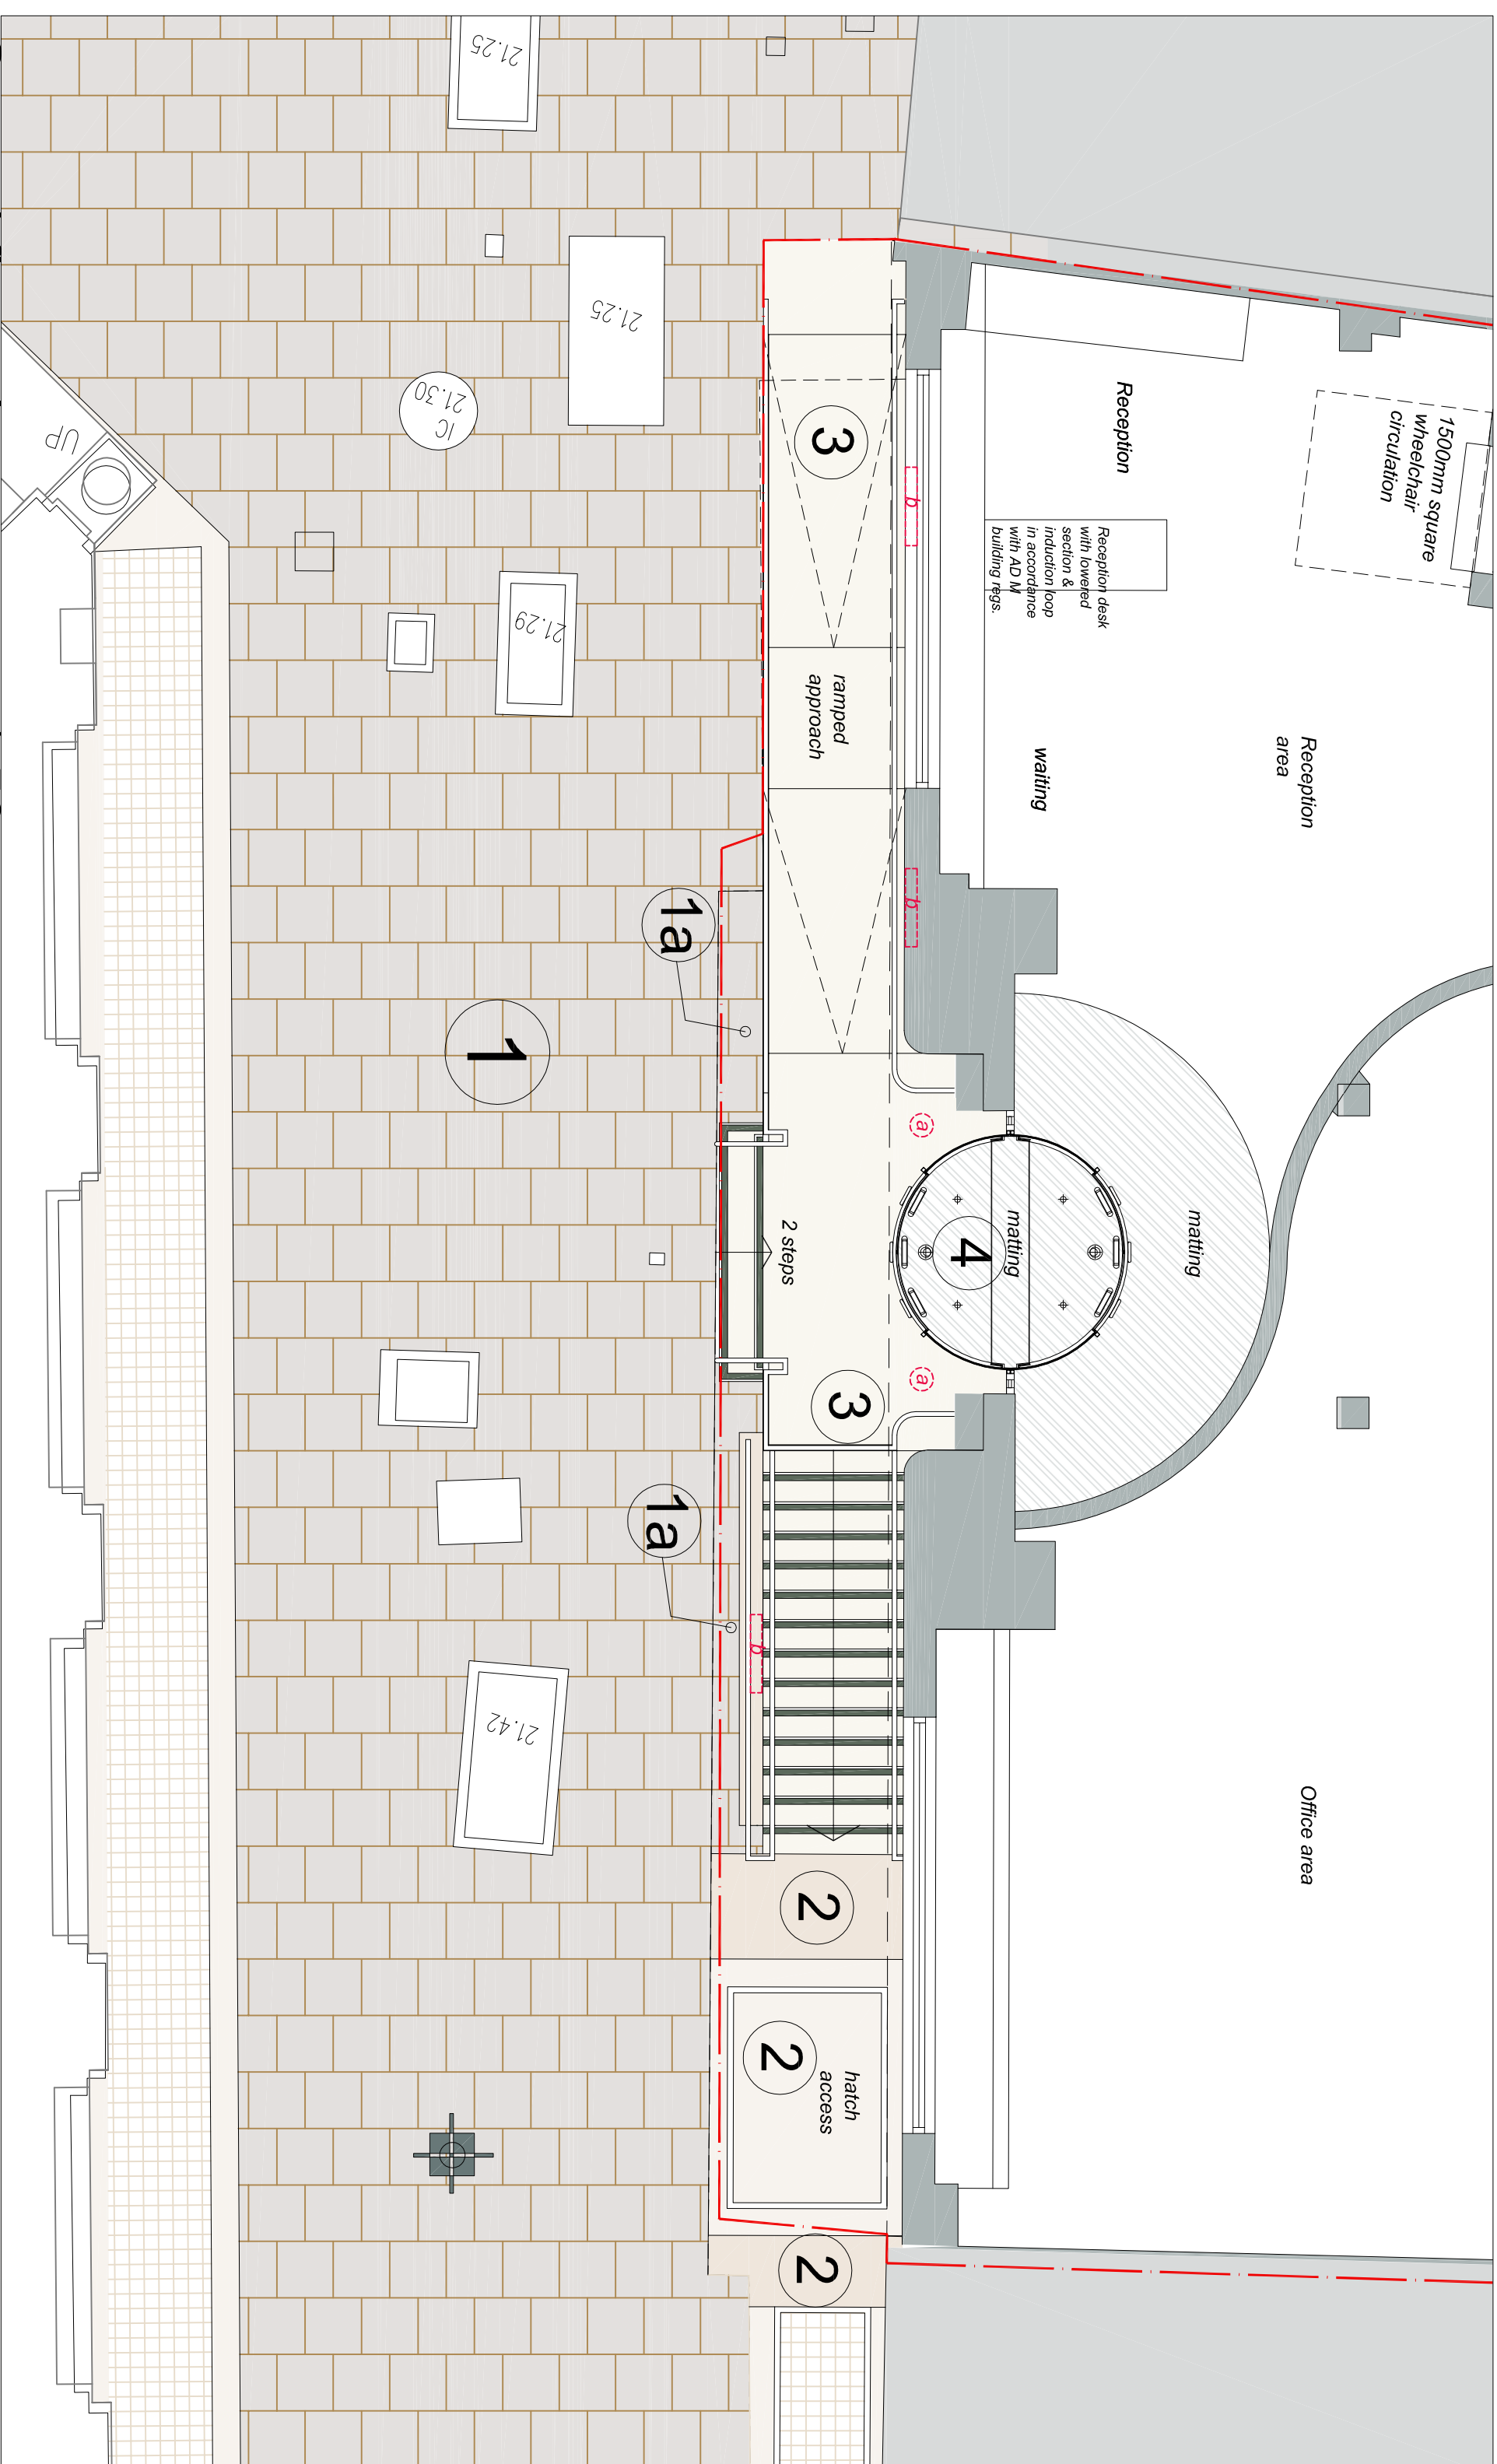 21.25
21.25
IC
21.30
UP
21.29
3
b
Reception
1500mm square
wheelchair
circulation
Reception desk
with lowered
section &
induction loop
in accordance
with AD M
building regs.
ramped
approach
waiting
Reception
area
b
1a
1
a
2 steps
4
matting
matting
a
3
1a
b
21.42
Office area
2
2
hatch
access
2